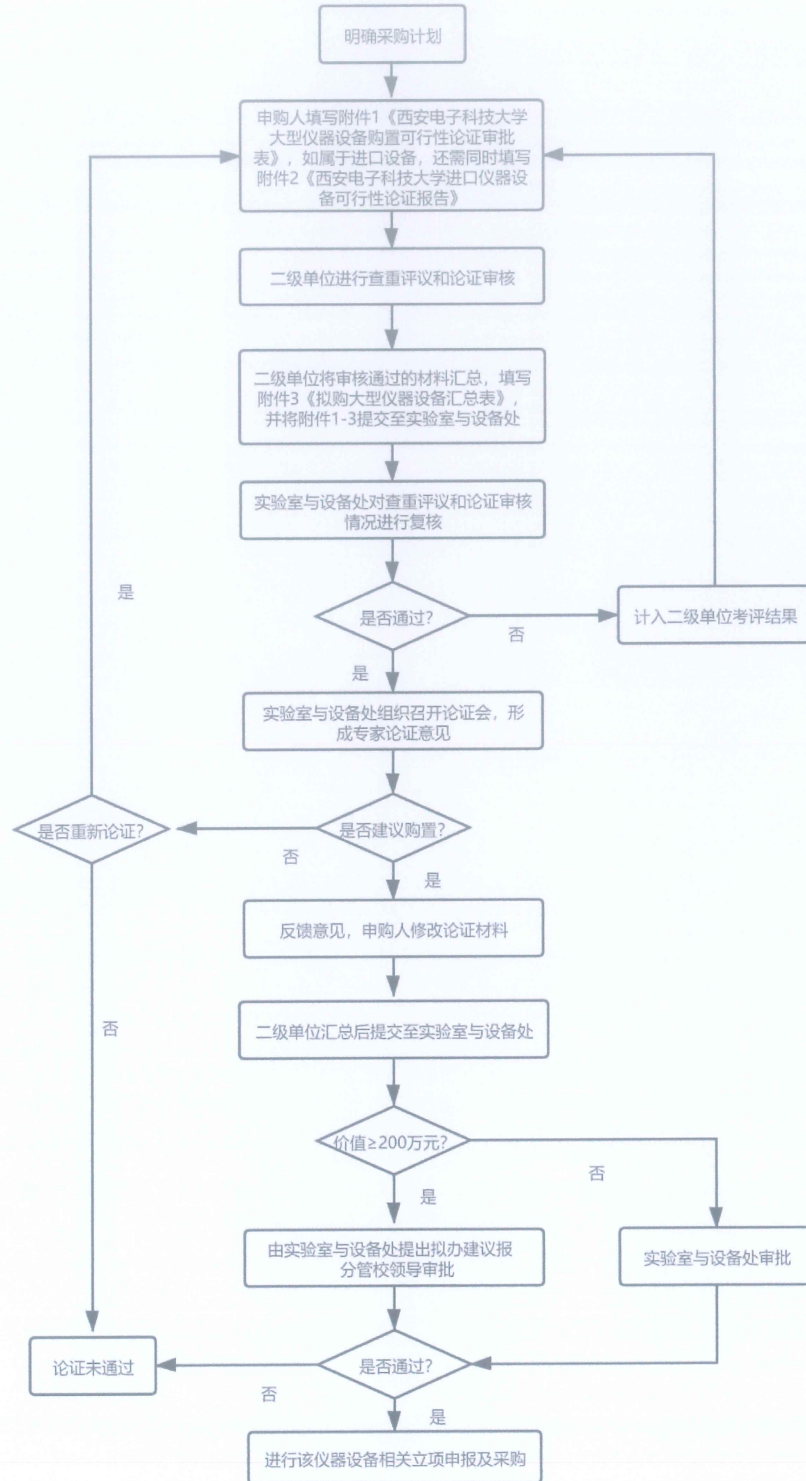 明确采购计划
申购人填写附件1《西安电子科技大学
大型仪器设备购置可行性论证审批
表》，如属于进口设备，还需同时填写
附件2《西安电子科技大学进口仪器设
备可行性论证报告》
二级单位进行查重评议和论证审核
二级单位将审核通过的材料汇总，填写
附件3《拟购大型仪器设备汇总表》，
并将附件1-3提交至实验室与设备处
实验室与设备处对查重评议和论证审核
情况进行复核
是
是否通过？
否
计入二级单位考评结果
是
实验室与设备处组织召开论证会，形
成专家论证意见
是否重新论证？
是否建议购置？
否
是
反馈意见，申购人修改论证材料
否
二级单位汇总后提交至实验室与设备处
价值≥200万元？
否
是
由实验室与设备处提出拟办建议报
分管校领导审批
实验室与设备处审批
论证未通过
是否通过？
否
是
进行该仪器设备相关立项申报及采购